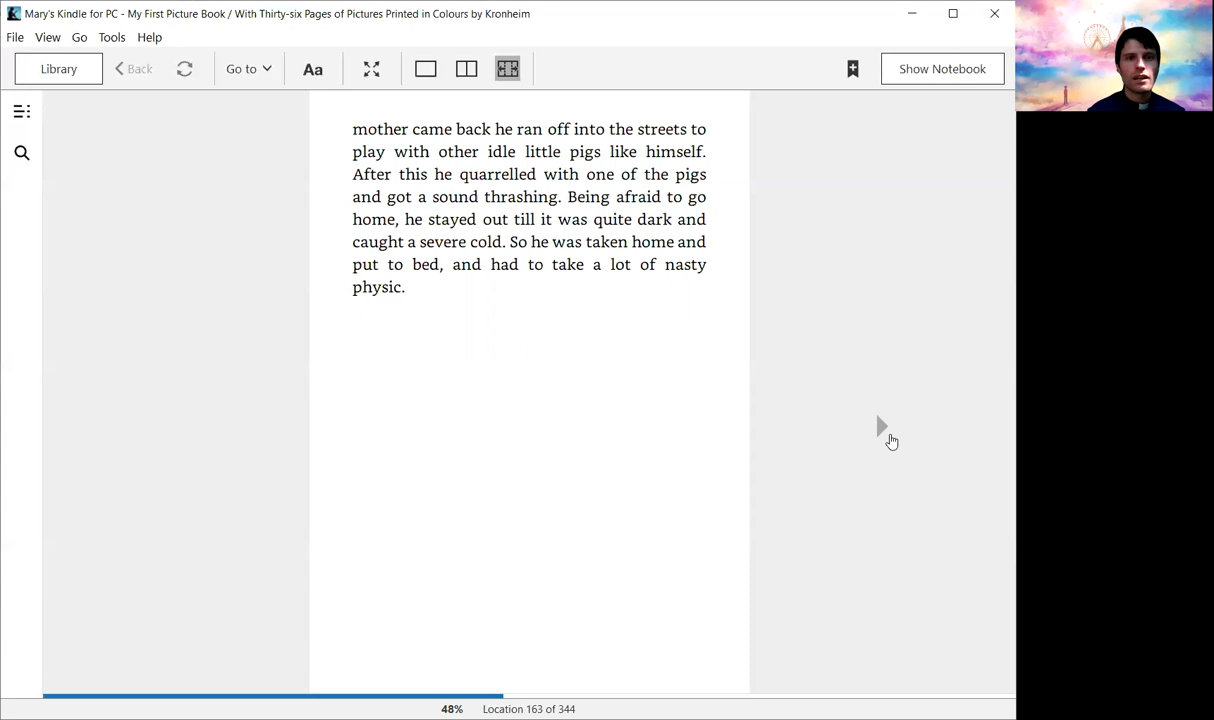 Mary's Kindle for PC - My First Picture Book / With Thirty-six Pages of Pictures Printed in Colours by Kronheim
File View Go Tools Help
Library Back Go to Aa Show Notebook
mother came back he ran off into the streets to
play with other idle little pigs like himself.
After this he quarrelled with one of the pigs
and got a sound thrashing. Being afraid to go
home, he stayed out till it was quite dark and
caught a severe cold. So he was taken home and
put to bed, and had to take a lot of nasty
physic.
48% Location 163 of 344